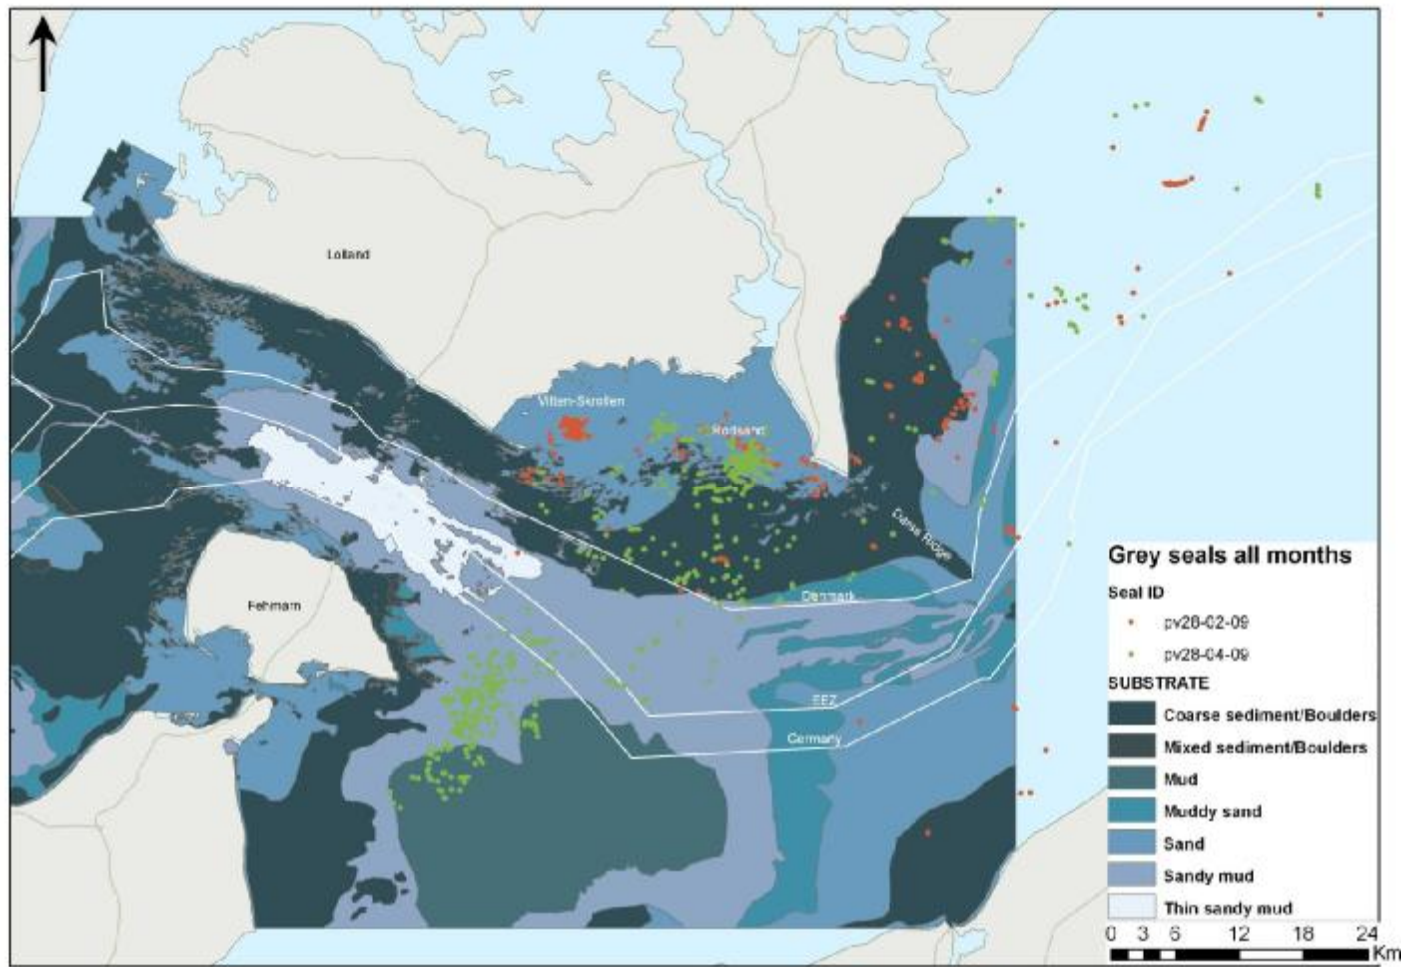 Lolland
Vitten-Skrollen
Rødsand
Darss Ridge
Fehmarn
Denmark
EEZ
Germany
Grey seals all months
Seal ID
pv28-02-09
pv28-04-09
SUBSTRATE
Coarse sediment/Boulders
Mixed sediment/Boulders
Mud
Muddy sand
Sand
Sandy mud
Thin sandy mud
0 3 6 12 18 24
Km